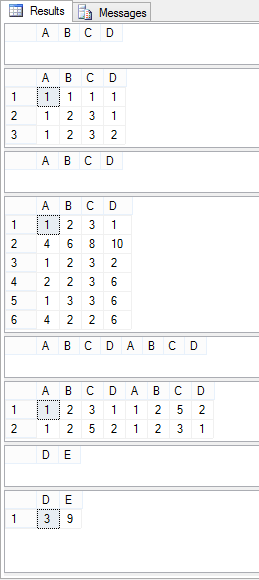 Results Messages
A B C D
A B C D
1 1 1 1 1
2 1 2 3 1
3 1 2 3 2
A B C D
A B C D
1 1 2 3 1
2 4 6 8 10
3 1 2 3 2
4 2 2 3 6
5 1 3 3 6
6 4 2 2 6
A B C D A B C D
A B C D A B C D
1 1 2 3 1 1 2 5 2
2 1 2 5 2 1 2 3 1
D E
D E
1 3 9